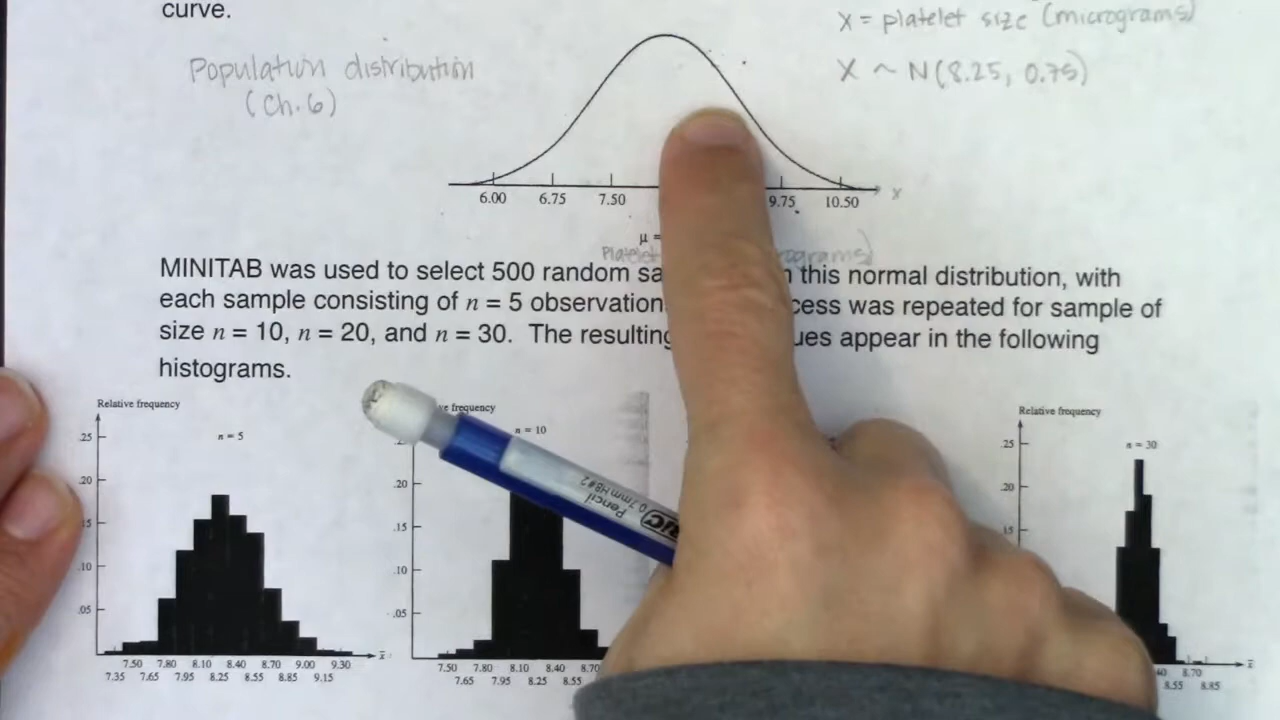 curve.
X = platelet size (micrograms)
Population distribution
(Ch. 6)
X ~ N(8.25, 0.75)
6.00 6.75 7.50 9.75 10.50 x
μ =
Platelet
MINITAB was used to select 500 random this normal distribution, with
each sample consisting of n = 5 was repeated for sample of
size n = 10, n = 20, and n = 30. The resulting appear in the following
histograms.
Relative frequency
n = 5
.25
.20
.10
.05
7.50 7.80 8.10 8.40 8.70 9.00 9.30 x̄
7.35 7.65 7.95 8.25 8.55 8.85 9.15
frequency
n = 10
.20
.15
.10
.05
7.50 7.80 8.10 8.40 8.70
7.65 7.95 8.25 8.55
BIC
Pencil
0.7mm HB #2
Relative frequency
n = 30
.25
.20
.15
8.70 x̄
8.55 8.85